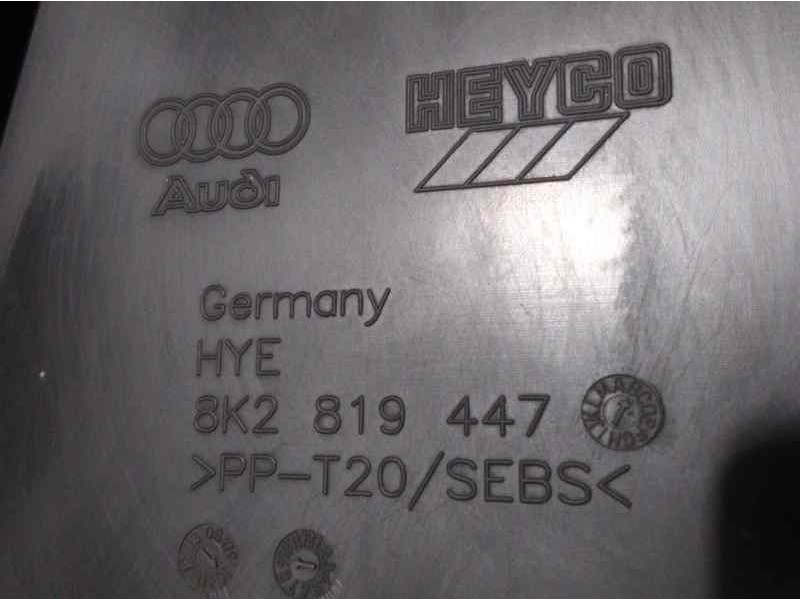 HEYCO
Audi
Germany
HYE
8K2 819 447
>PP-T20/SEBS<